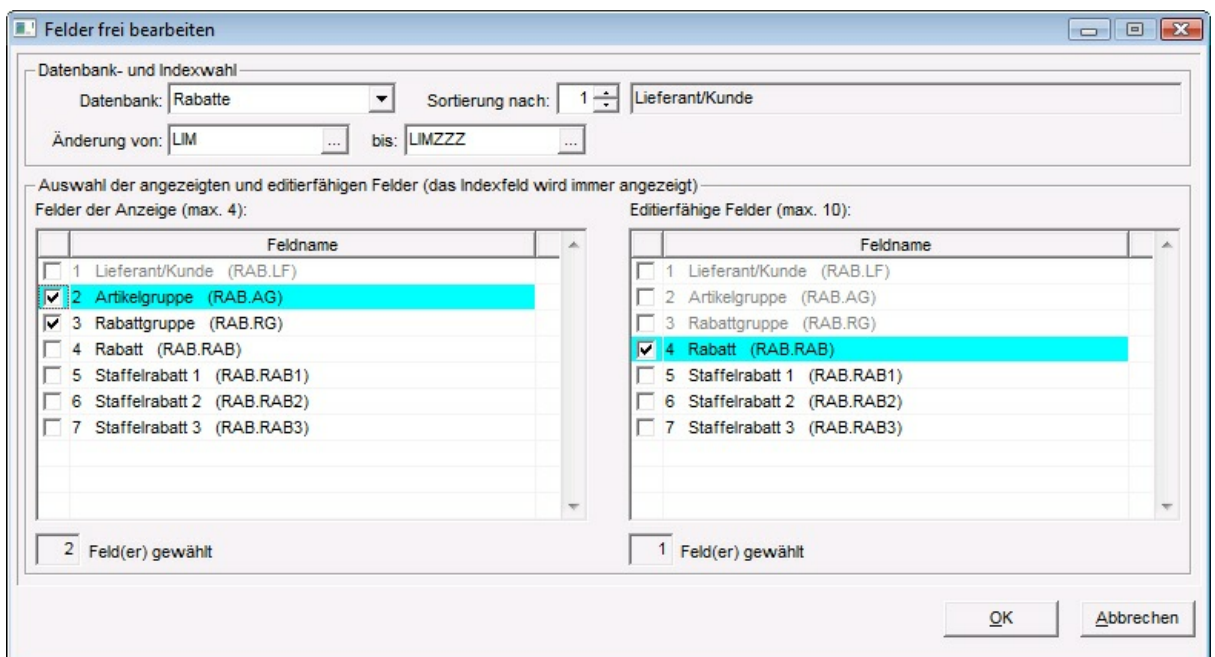 Felder frei bearbeiten
Datenbank- und Indexwahl
Datenbank: Rabatte Sortierung nach: 1 Lieferant/Kunde
Änderung von: LIM ... bis: LIMZZZ ...
Auswahl der angezeigten und editierfähigen Felder (das Indexfeld wird immer angezeigt)
Felder der Anzeige (max. 4):
Feldname
1 Lieferant/Kunde (RAB.LF)
2 Artikelgruppe (RAB.AG)
3 Rabattgruppe (RAB.RG)
4 Rabatt (RAB.RAB)
5 Staffelrabatt 1 (RAB.RAB1)
6 Staffelrabatt 2 (RAB.RAB2)
7 Staffelrabatt 3 (RAB.RAB3)
2 Feld(er) gewählt
Editierfähige Felder (max. 10):
Feldname
1 Lieferant/Kunde (RAB.LF)
2 Artikelgruppe (RAB.AG)
3 Rabattgruppe (RAB.RG)
4 Rabatt (RAB.RAB)
5 Staffelrabatt 1 (RAB.RAB1)
6 Staffelrabatt 2 (RAB.RAB2)
7 Staffelrabatt 3 (RAB.RAB3)
1 Feld(er) gewählt
OK Abbrechen